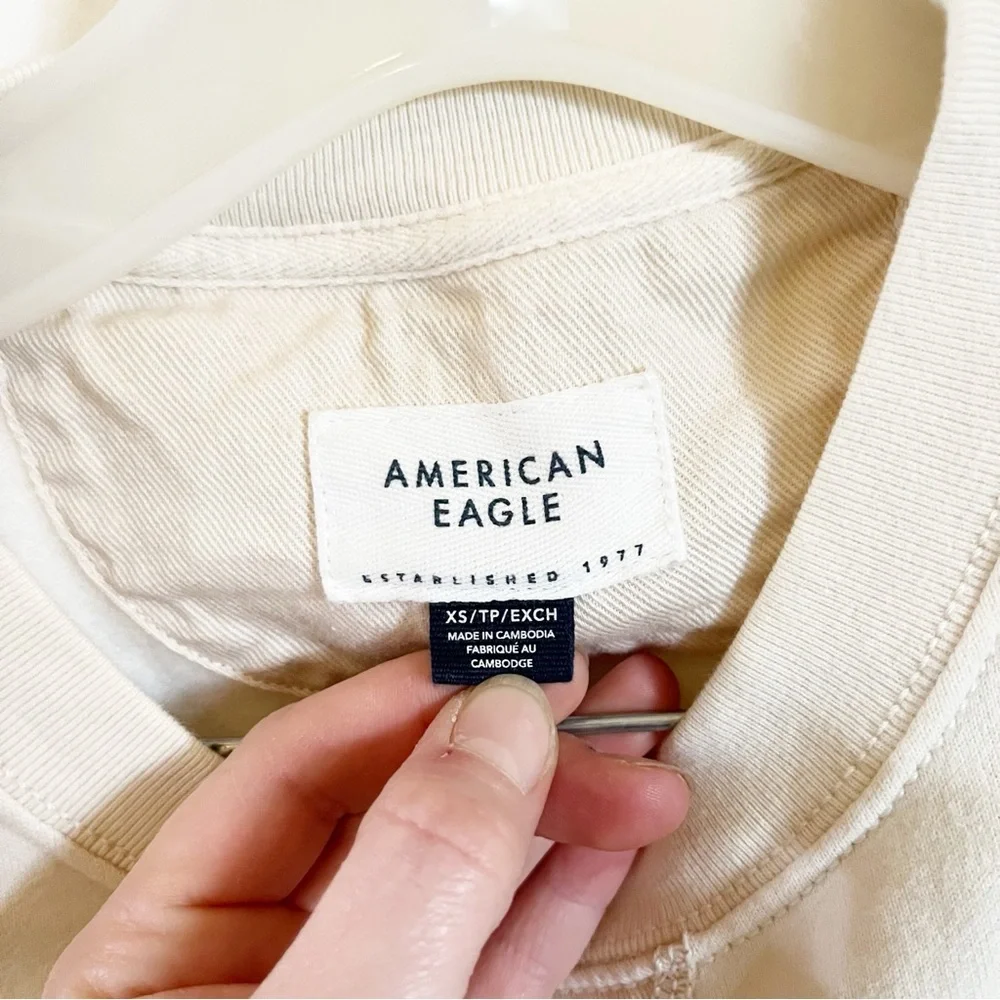 AMERICAN
EAGLE
ESTABLISHED 1977
XS/TP/EXCH
MADE IN CAMBODIA
FABRIQUÉ AU
CAMBODGE